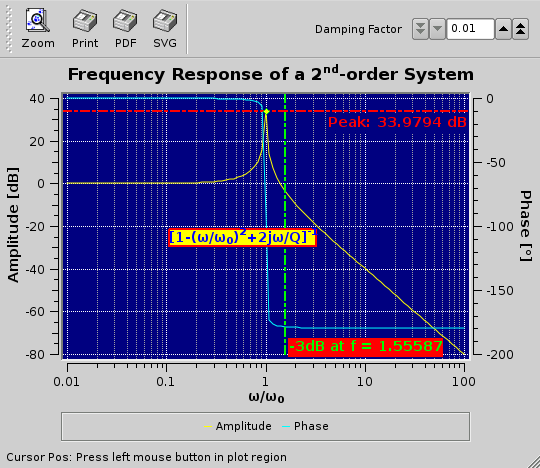 Damping Factor 0.01
Zoom Print PDF SVG
Frequency Response of a 2nd-order System
Amplitude [dB]
40
20
0
-20
-40
-60
-80
Peak: 33.9794 dB
[1-(ω/ω0)²+2jω/Q]⁻
-3dB at f = 1.55587
0
-50
-100
-150
-200
Phase [°]
0.01 0.1 1 10 100
ω/ω0
Amplitude Phase
Cursor Pos: Press left mouse button in plot region